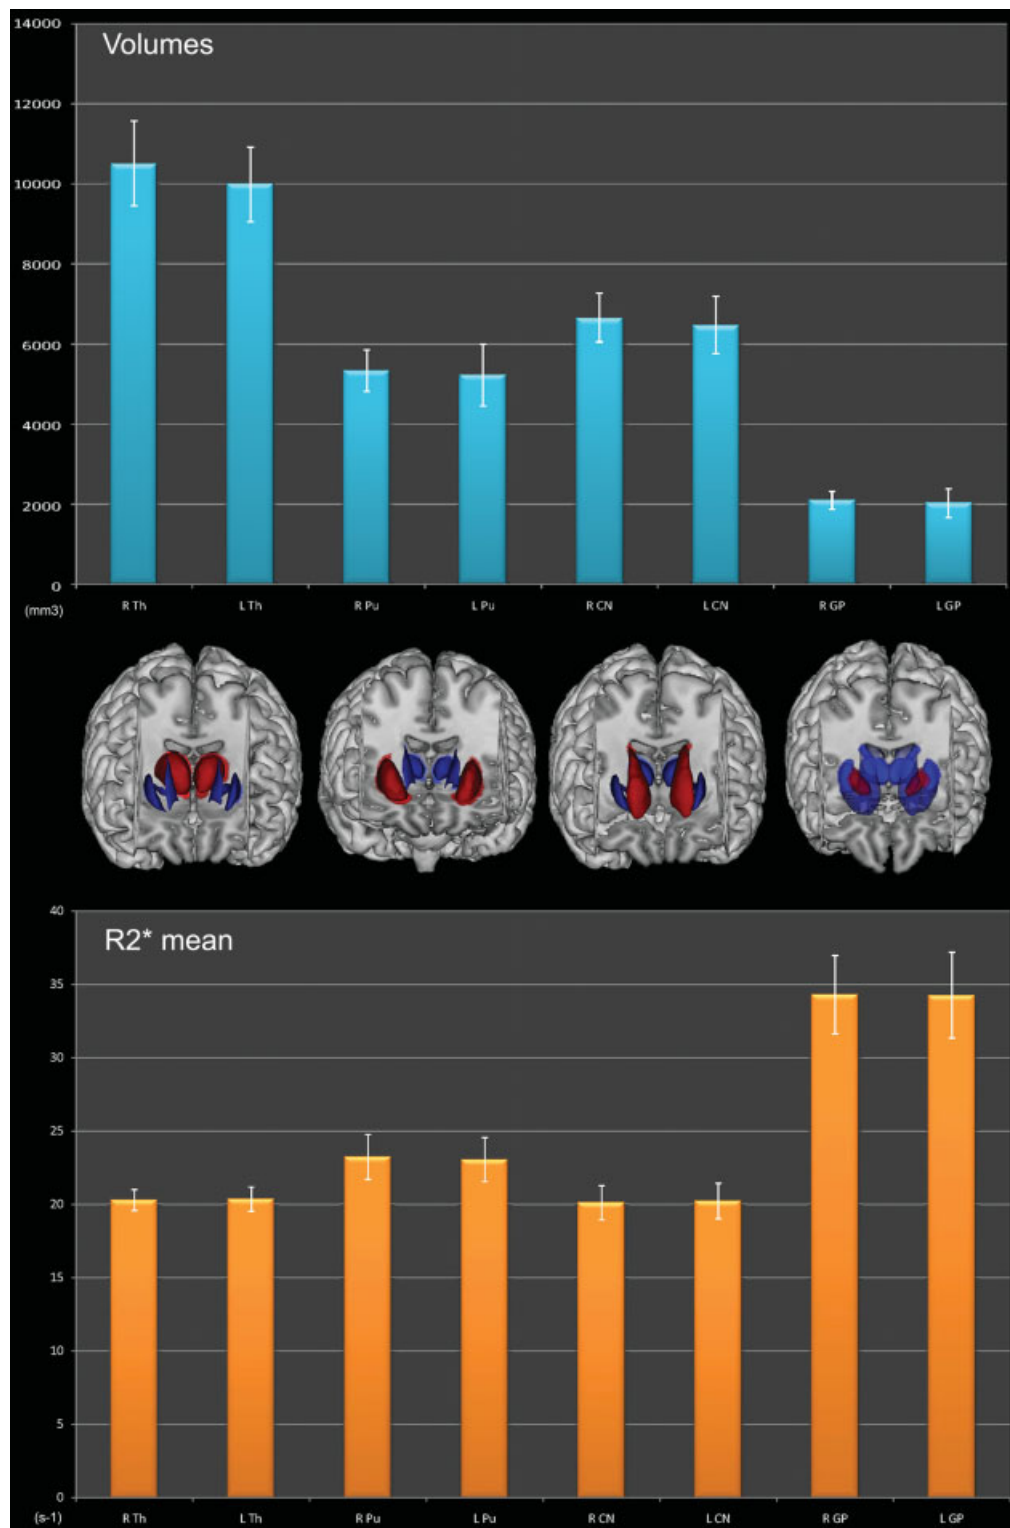 14000
Volumes
12000
10000
8000
6000
4000
2000
0
(mm3)
R Th L Th R Pu L Pu R CN L CN R GP L GP
40
R2* mean
35
30
25
20
15
10
5
0
(s-1)
R Th L Th R Pu L Pu R CN L CN R GP L GP